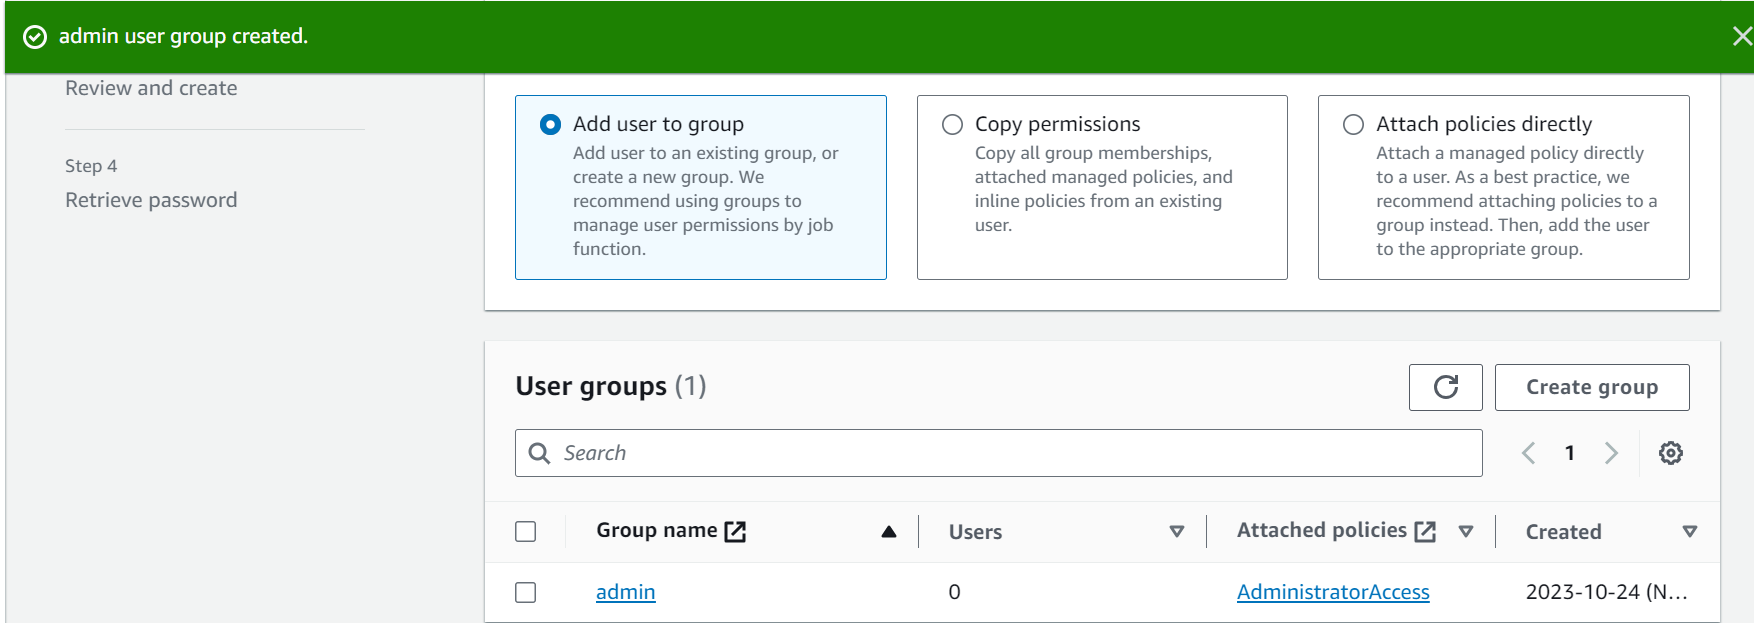 admin user group created.
Review and create
Step 4
Retrieve password
Add user to group
Add user to an existing group, or
create a new group. We
recommend using groups to
manage user permissions by job
function.
Copy permissions
Copy all group memberships,
attached managed policies, and
inline policies from an existing
user.
Attach policies directly
Attach a managed policy directly
to a user. As a best practice, we
recommend attaching policies to a
group instead. Then, add the user
to the appropriate group.
User groups (1)
Create group
Search
1
Group name Users Attached policies Created
admin 0 AdministratorAccess 2023-10-24 (N...